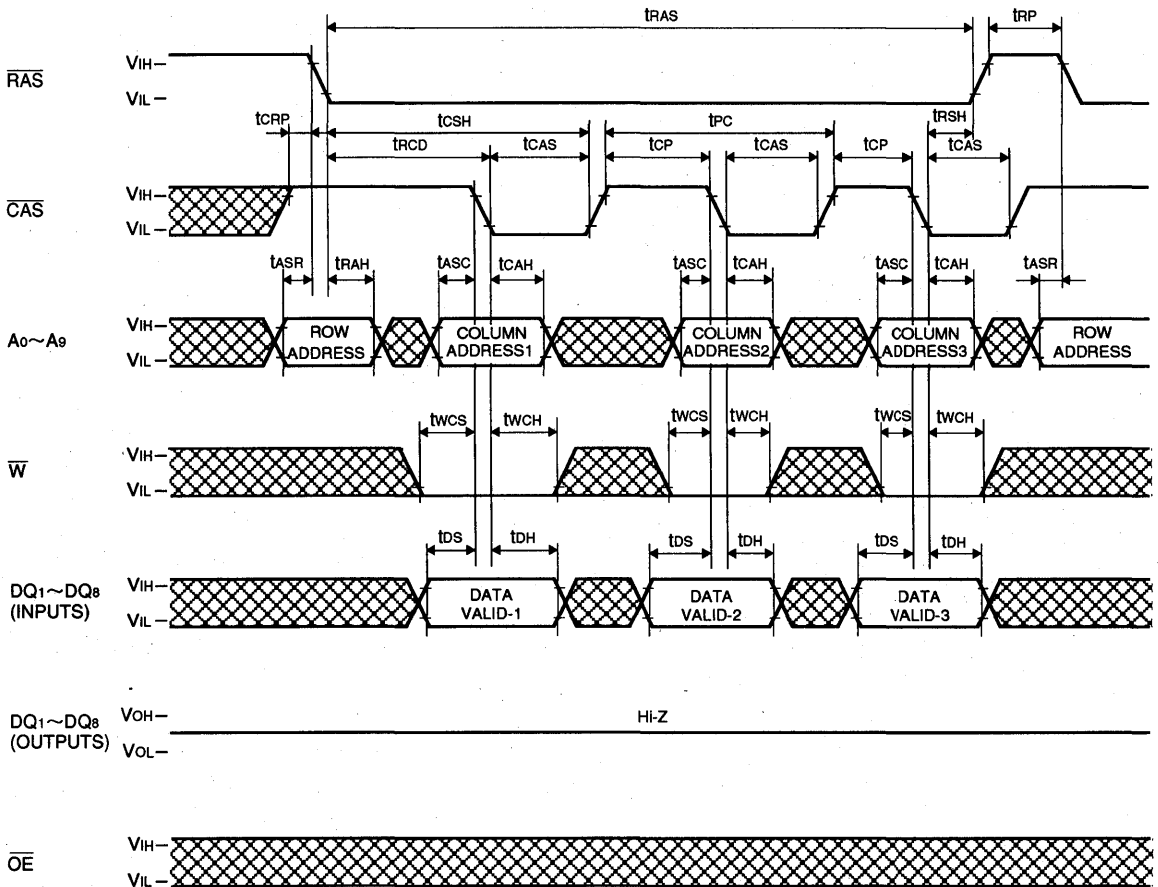 tRAS tRP
RAS VIH
VIL
tCRP tCSH tPC tRSH
tRCD tCAS tCP tCAS tCP tCAS
CAS VIH
VIL
tASR tRAH tASC tCAH tASC tCAH tASC tCAH tASR
A0~A9 VIH
VIL
ROW ADDRESS
COLUMN ADDRESS1
COLUMN ADDRESS2
COLUMN ADDRESS3
ROW ADDRESS
tWCS tWCH tWCS tWCH tWCS tWCH
W VIH
VIL
tDS tDH tDS tDH tDS tDH
DQ1~DQ8 (INPUTS) VIH
VIL
DATA VALID-1
DATA VALID-2
DATA VALID-3
DQ1~DQ8 (OUTPUTS) VOH
VOL
Hi-Z
OE VIH
VIL